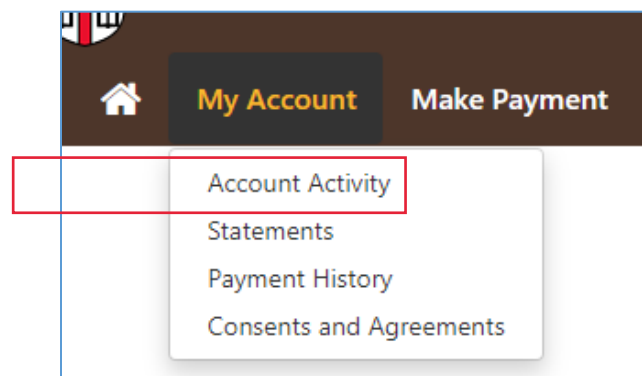 My Account Make Payment
Account Activity
Statements
Payment History
Consents and Agreements